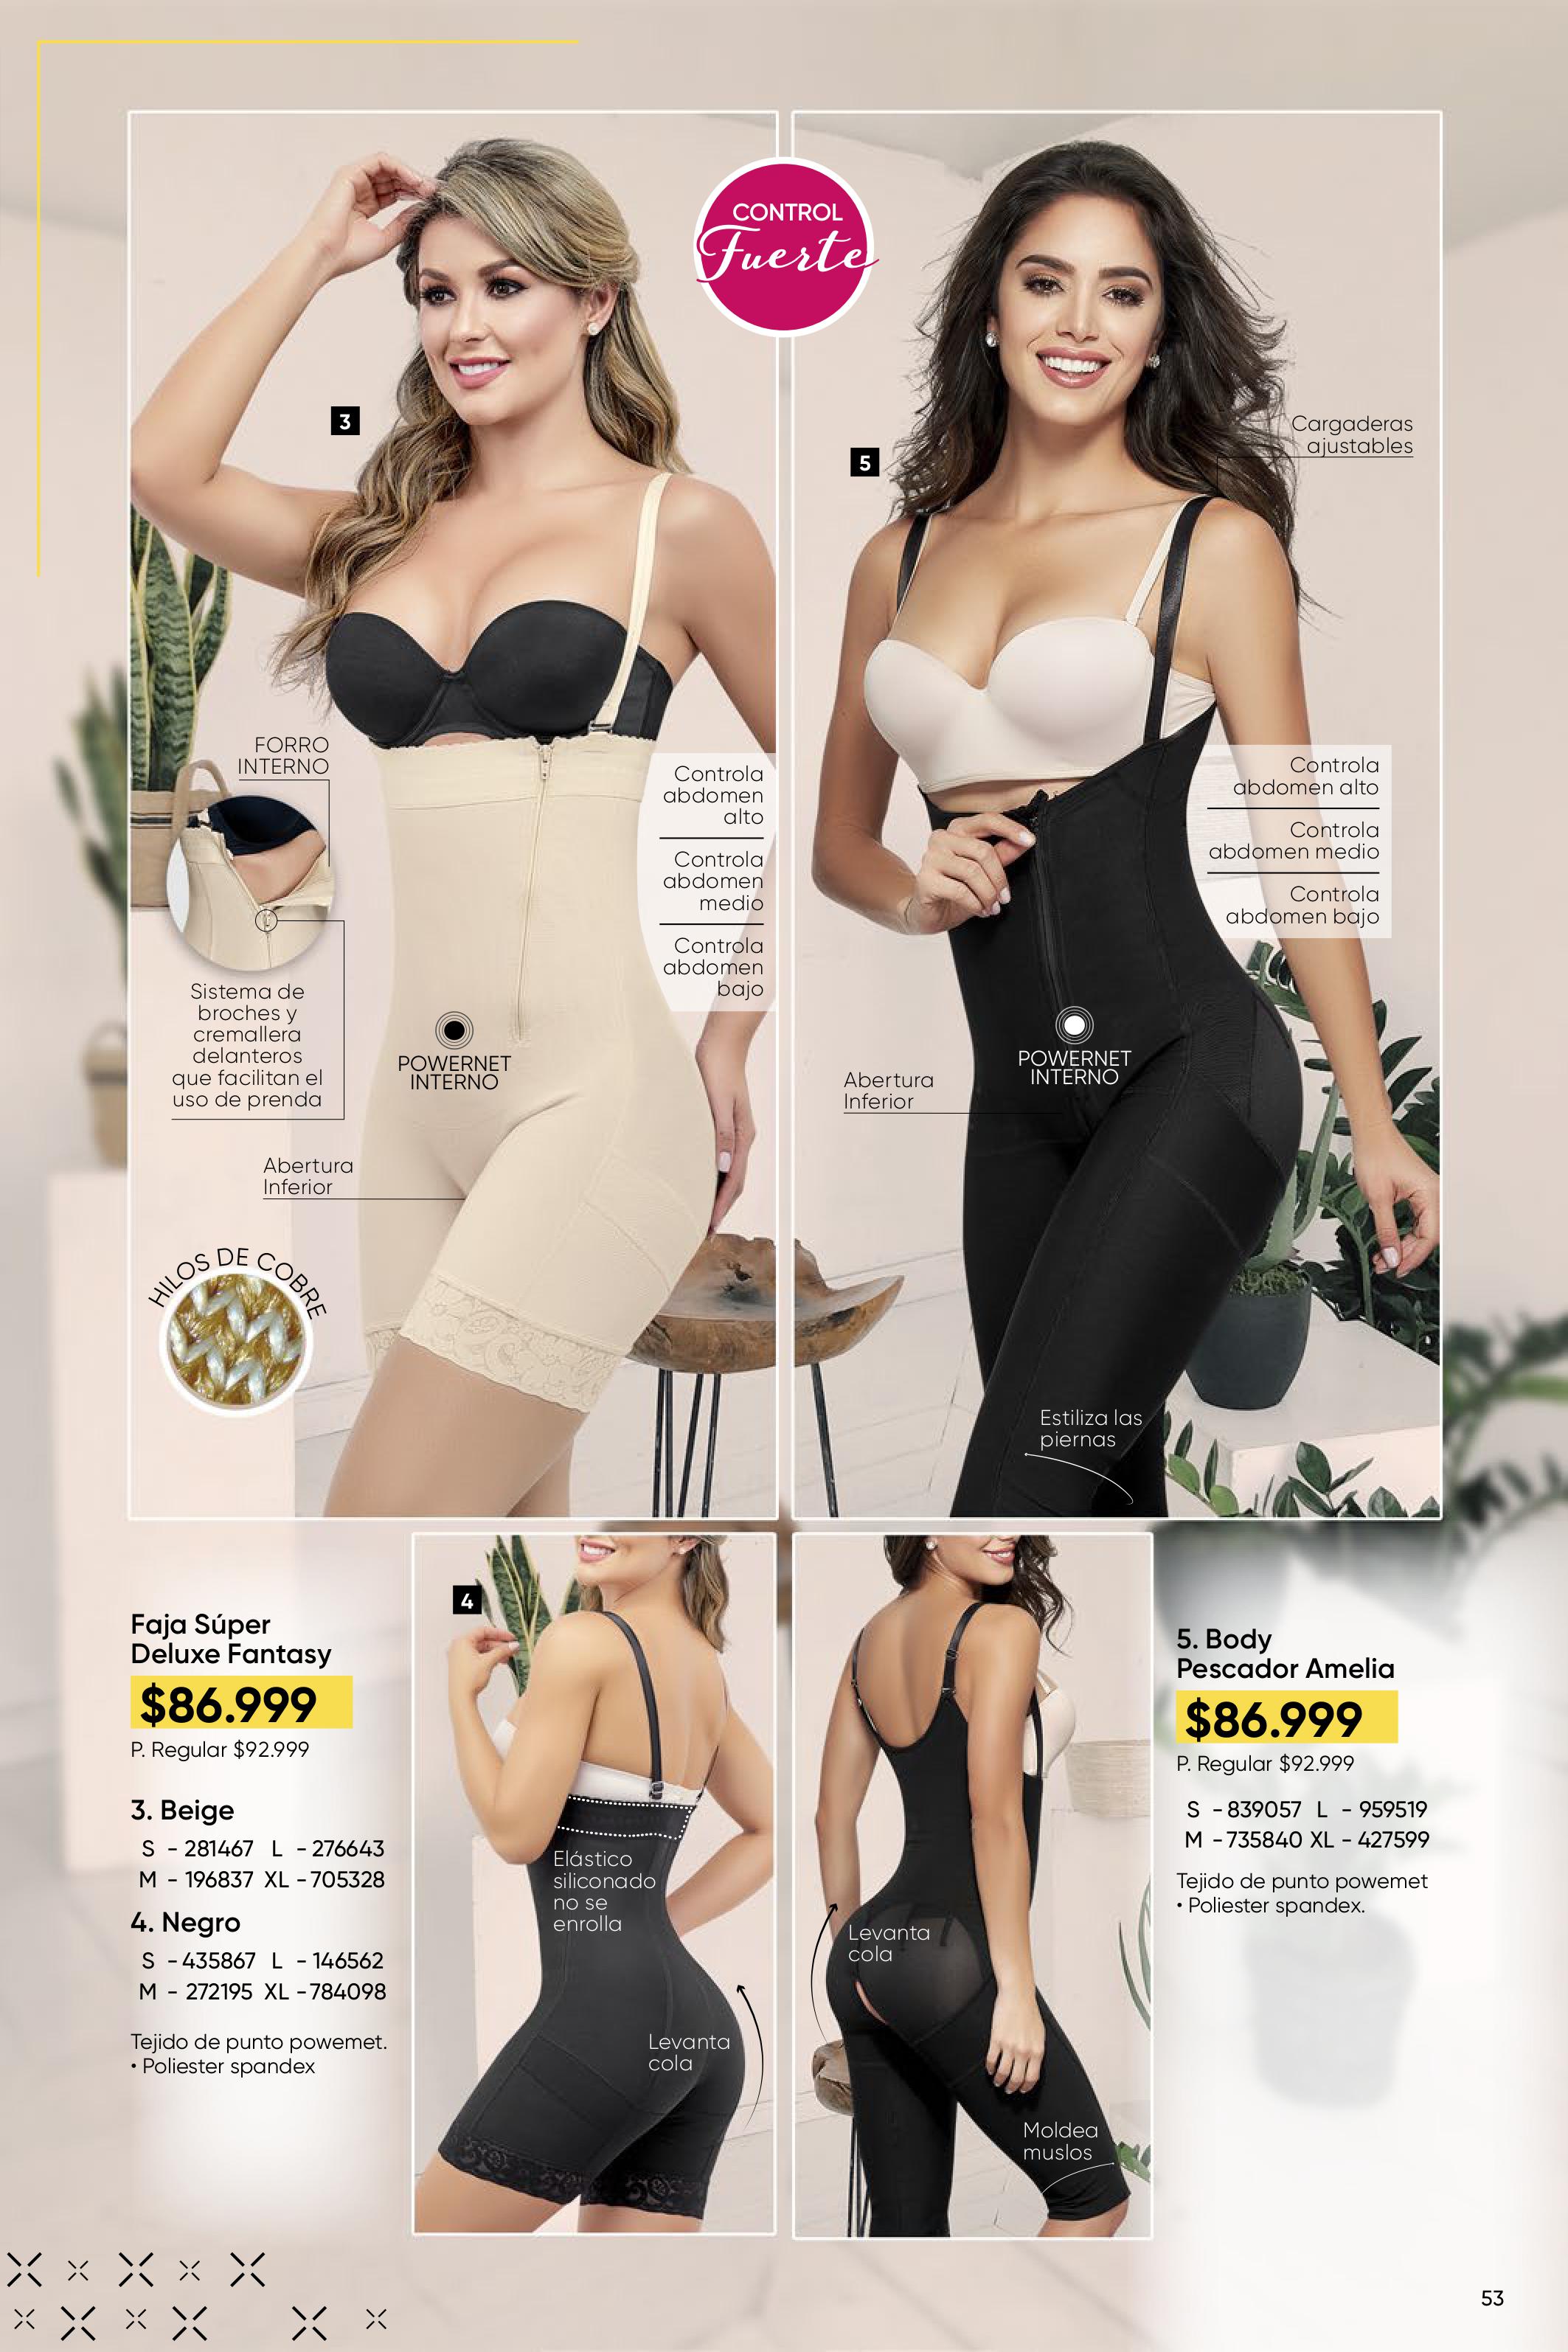 CONTROL
Fuerte
3
FORRO
INTERNO
Sistema de
broches y
cremallera
delanteros
que facilitan el
uso de prenda
Controla
abdomen
alto
Controla
abdomen
medio
Controla
abdomen
bajo
POWERNET
INTERNO
Abertura
Inferior
HILOS DE COBRE
5
Cargaderas
ajustables
Controla
abdomen alto
Controla
abdomen medio
Controla
abdomen bajo
POWERNET
INTERNO
Abertura
Inferior
Estiliza las
piernas
Faja Súper
Deluxe Fantasy
$86.999
P. Regular $92.999
3. Beige
S - 281467 L - 276643
M - 196837 XL - 705328
4. Negro
S - 435867 L - 146562
M - 272195 XL - 784098
Tejido de punto powemet.
• Poliester spandex
4
Elástico
siliconado
no se
enrolla
Levanta
cola
Levanta
cola
Moldea
muslos
5. Body
Pescador Amelia
$86.999
P. Regular $92.999
S - 839057 L - 959519
M - 735840 XL - 427599
Tejido de punto powemet
• Poliester spandex.
53